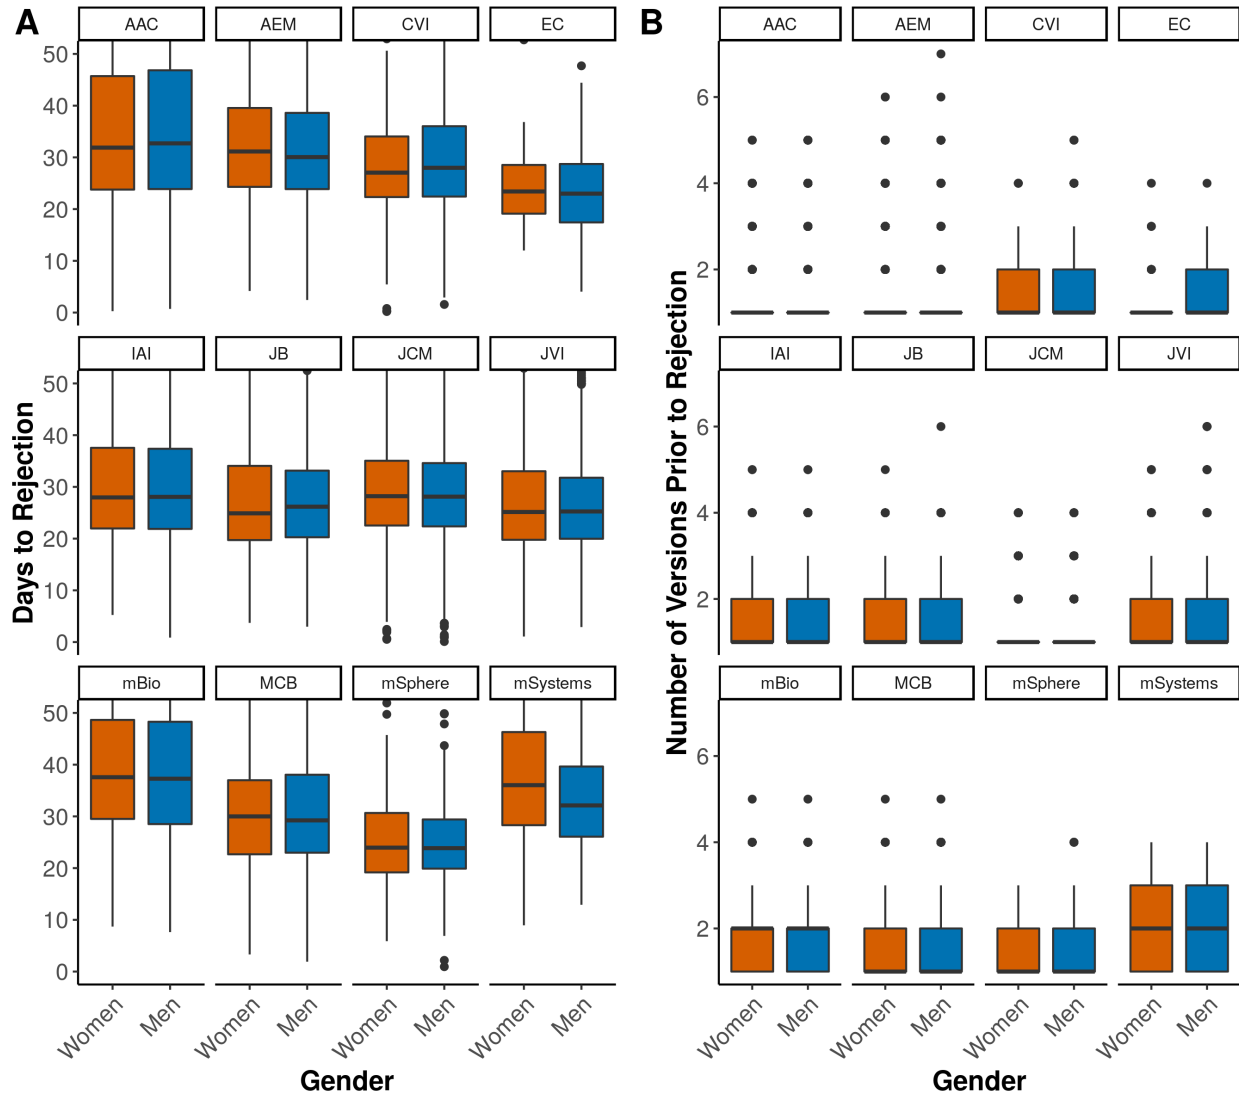 A
B
AAC AEM CVI EC
AAC AEM CVI EC
50
40
30
20
10
0
6
4
2
IAI JB JCM JVI
IAI JB JCM JVI
50
40
30
20
10
0
6
4
2
mBio MCB mSphere mSystems
mBio MCB mSphere mSystems
50
40
30
20
10
0
6
4
2
Days to Rejection
Number of Versions Prior to Rejection
Women Men Women Men Women Men Women Men
Women Men Women Men Women Men Women Men
Gender
Gender